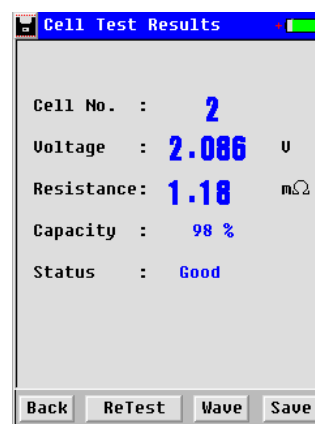 Cell Test Results
Cell No. : 2
Voltage : 2.086 V
Resistance: 1.18 mΩ
Capacity : 98 %
Status : Good
Back ReTest Wave Save